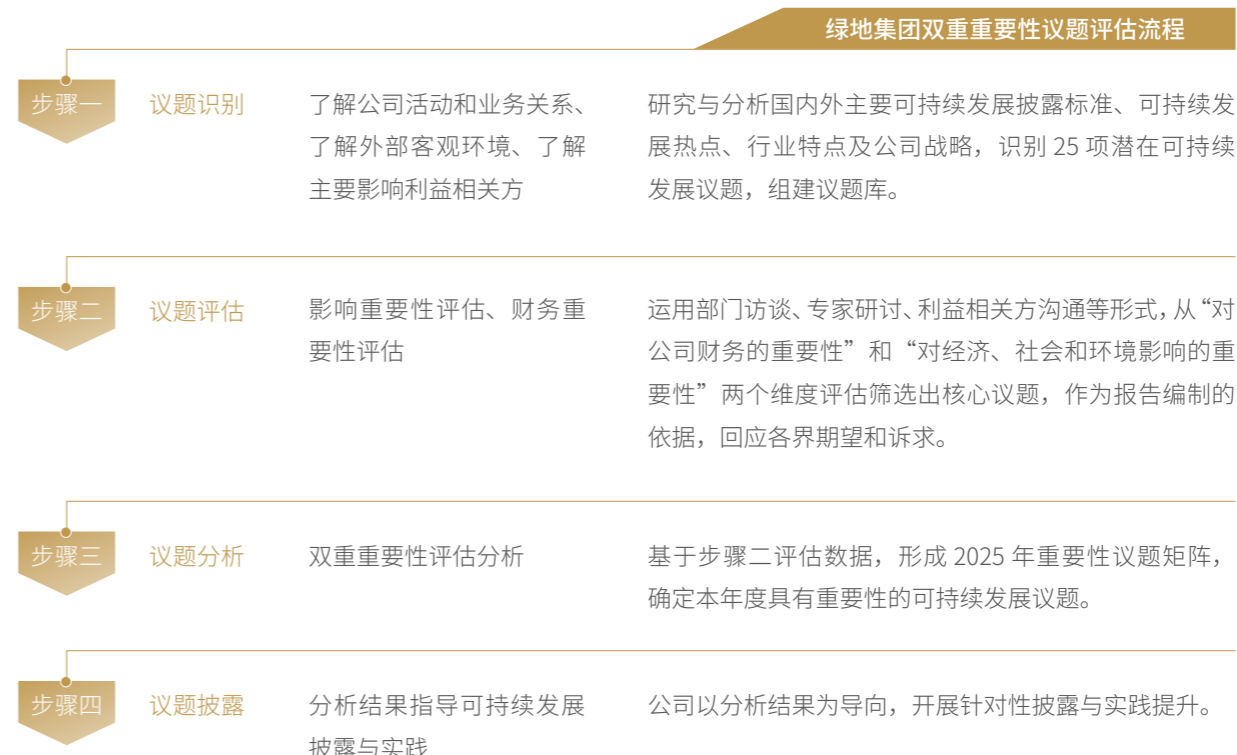 绿地集团双重重要性议题评估流程
步骤一
议题识别
了解公司活动和业务关系、
了解外部客观环境、了解
主要影响利益相关方
研究与分析国内外主要可持续发展披露标准、可持续发
展热点、行业特点及公司战略，识别 25 项潜在可持续
发展议题，组建议题库。
步骤二
议题评估
影响重要性评估、财务重
要性评估
运用部门访谈、专家研讨、利益相关方沟通等形式，从“对
公司财务的重要性”和“对经济、社会和环境影响的重
要性”两个维度评估筛选出核心议题，作为报告编制的
依据，回应各界期望和诉求。
步骤三
议题分析
双重重要性评估分析
基于步骤二评估数据，形成 2025 年重要性议题矩阵，
确定本年度具有重要性的可持续发展议题。
步骤四
议题披露
分析结果指导可持续发展
披露与实践
公司以分析结果为导向，开展针对性披露与实践提升。